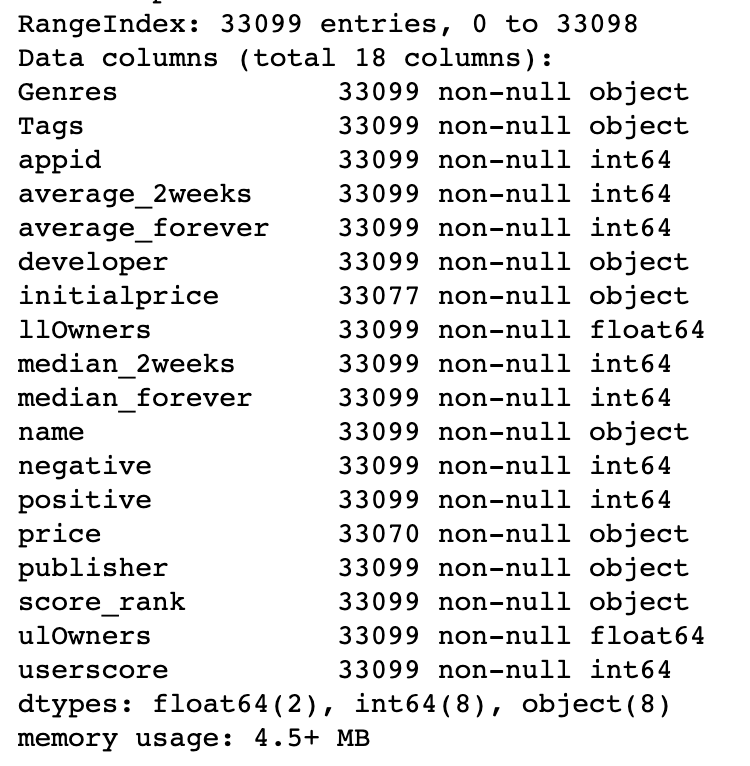 RangeIndex: 33099 entries, 0 to 33098
Data columns (total 18 columns):
Genres 33099 non-null object
Tags 33099 non-null object
appid 33099 non-null int64
average_2weeks 33099 non-null int64
average_forever 33099 non-null int64
developer 33099 non-null object
initialprice 33077 non-null object
llOwners 33099 non-null float64
median_2weeks 33099 non-null int64
median_forever 33099 non-null int64
name 33099 non-null object
negative 33099 non-null int64
positive 33099 non-null int64
price 33070 non-null object
publisher 33099 non-null object
score_rank 33099 non-null object
ulOwners 33099 non-null float64
userscore 33099 non-null int64
dtypes: float64(2), int64(8), object(8)
memory usage: 4.5+ MB